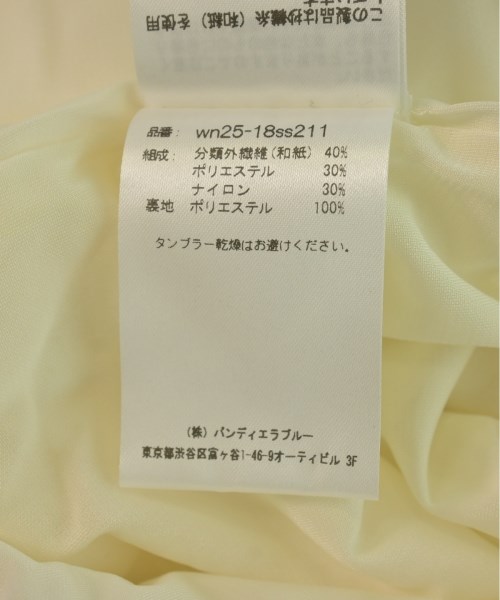 この製品は抄繊糸（和紙）を使用
品番： wn25-18ss211
組成： 分類外繊維（和紙） 40%
ポリエステル 30%
ナイロン 30%
裏地 ポリエステル 100%
タンブラー乾燥はお避けください。
（株）バンディエラブルー
東京都渋谷区富ヶ谷1-46-9オーティビル 3F